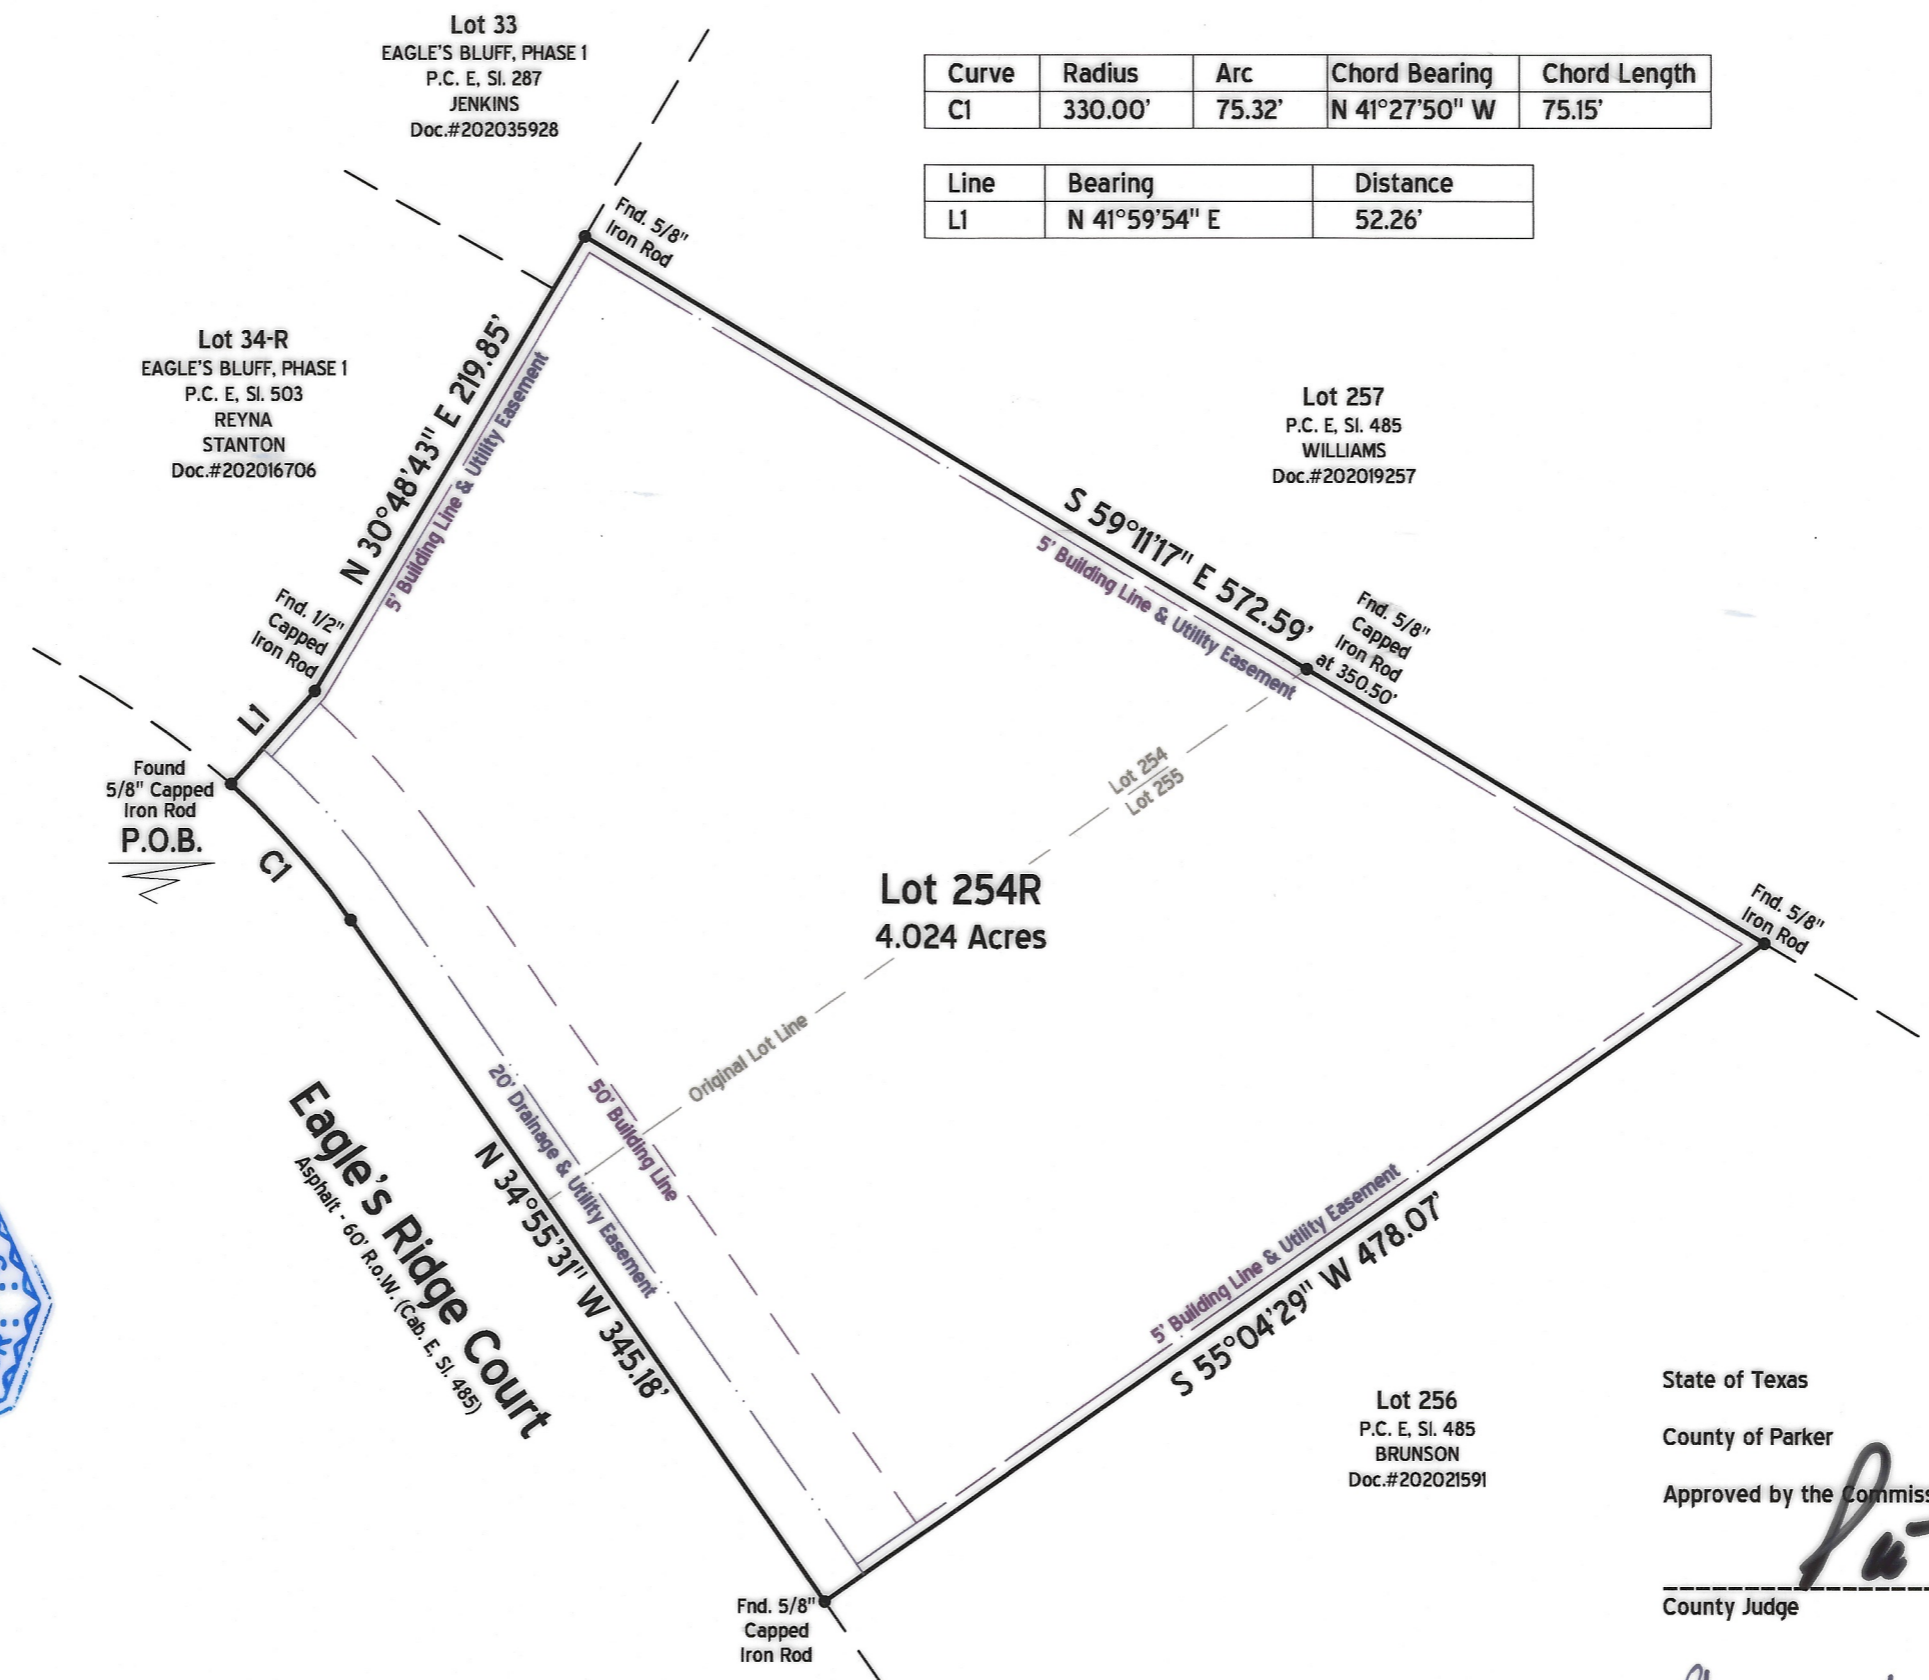 Lot 33
EAGLE'S BLUFF, PHASE 1
P.C. E, Sl. 287
JENKINS
Doc.#202035928
Curve Radius Arc Chord Bearing Chord Length
C1 330.00' 75.32' N 41°27'50" W 75.15'
Line Bearing Distance
L1 N 41°59'54" E 52.26'
Fnd. 5/8"
Iron Rod
Lot 34-R
EAGLE'S BLUFF, PHASE 1
P.C. E, Sl. 503
REYNA
STANTON
Doc.#202016706
N 30°48'43" E 219.85'
5' Building Line & Utility Easement
Lot 257
P.C. E, Sl. 485
WILLIAMS
Doc.#202019257
S 59°11'17" E 572.59'
5' Building Line & Utility Easement
Fnd. 5/8"
Capped
Iron Rod
at 350.50'
Fnd. 1/2"
Capped
Iron Rod
L1
Found
5/8" Capped
Iron Rod
P.O.B.
C1
Lot 254
Lot 255
Lot 254R
4.024 Acres
Fnd. 5/8"
Iron Rod
Original Lot Line
50' Building Line
20' Drainage & Utility Easement
N 34°55'31" W 345.18'
Eagle's Ridge Court
Asphalt - 60' R.o.W. (Cab. E, Sl. 485)
5' Building Line & Utility Easement
S 55°04'29" W 478.07'
Lot 256
P.C. E, Sl. 485
BRUNSON
Doc.#202021591
State of Texas
County of Parker
Approved by the Commiss
County Judge
Fnd. 5/8"
Capped
Iron Rod